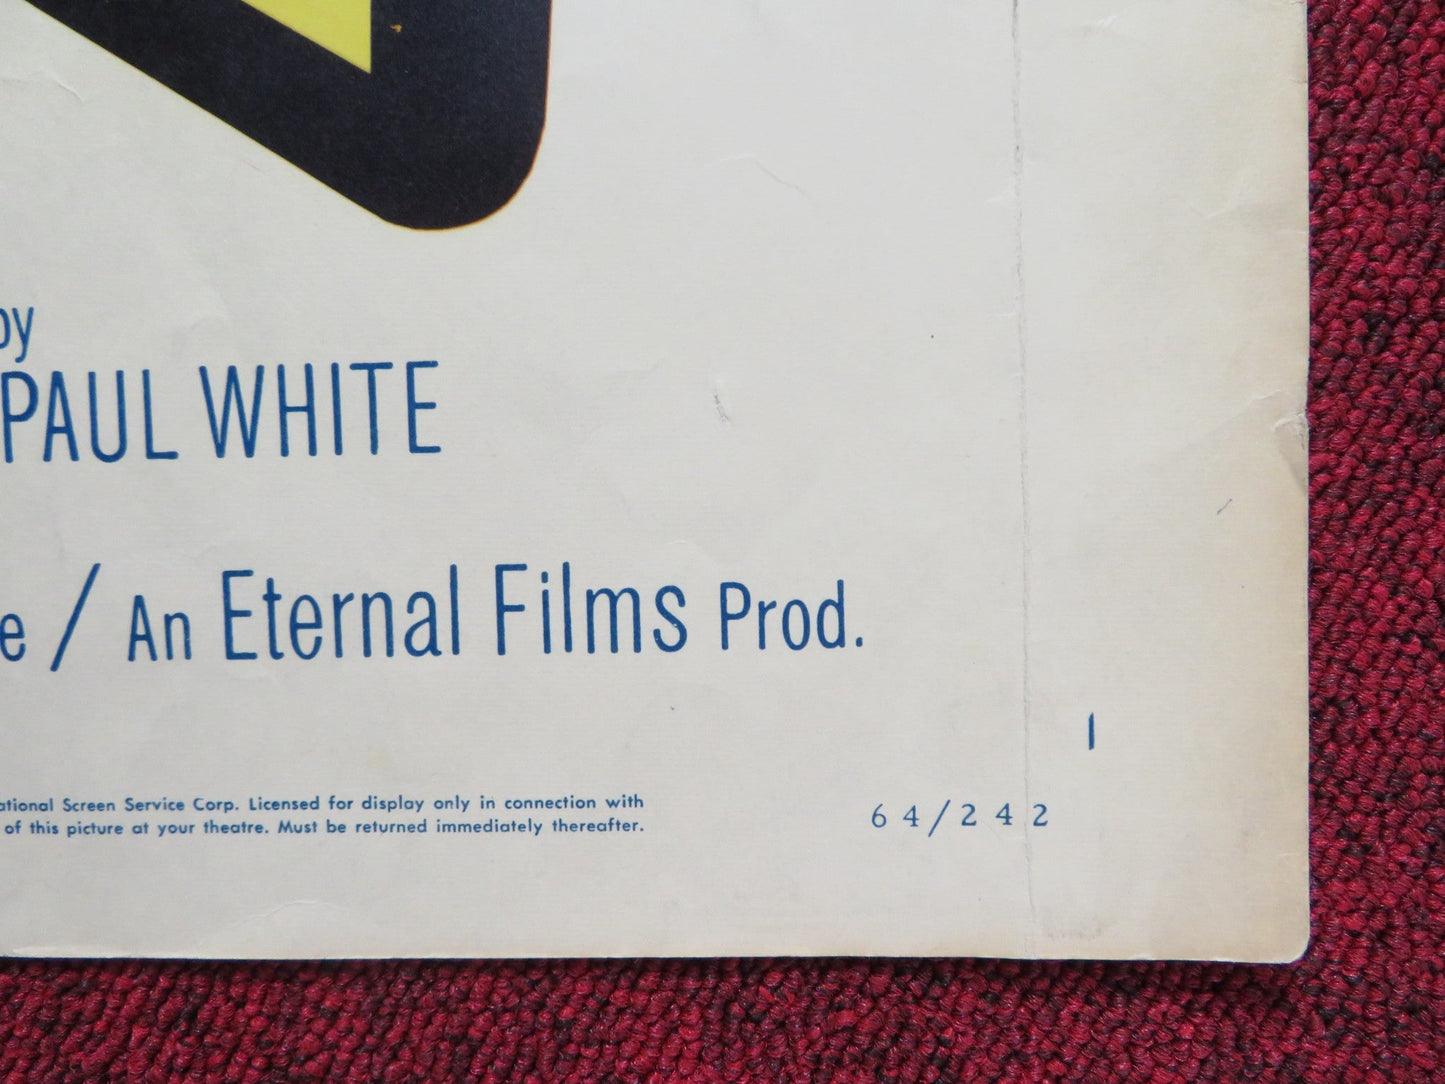 by
PAUL WHITE
e / An Eternal Films Prod.
I
ational Screen Service Corp. Licensed for display only in connection with
of this picture at your theatre. Must be returned immediately thereafter.
64/242